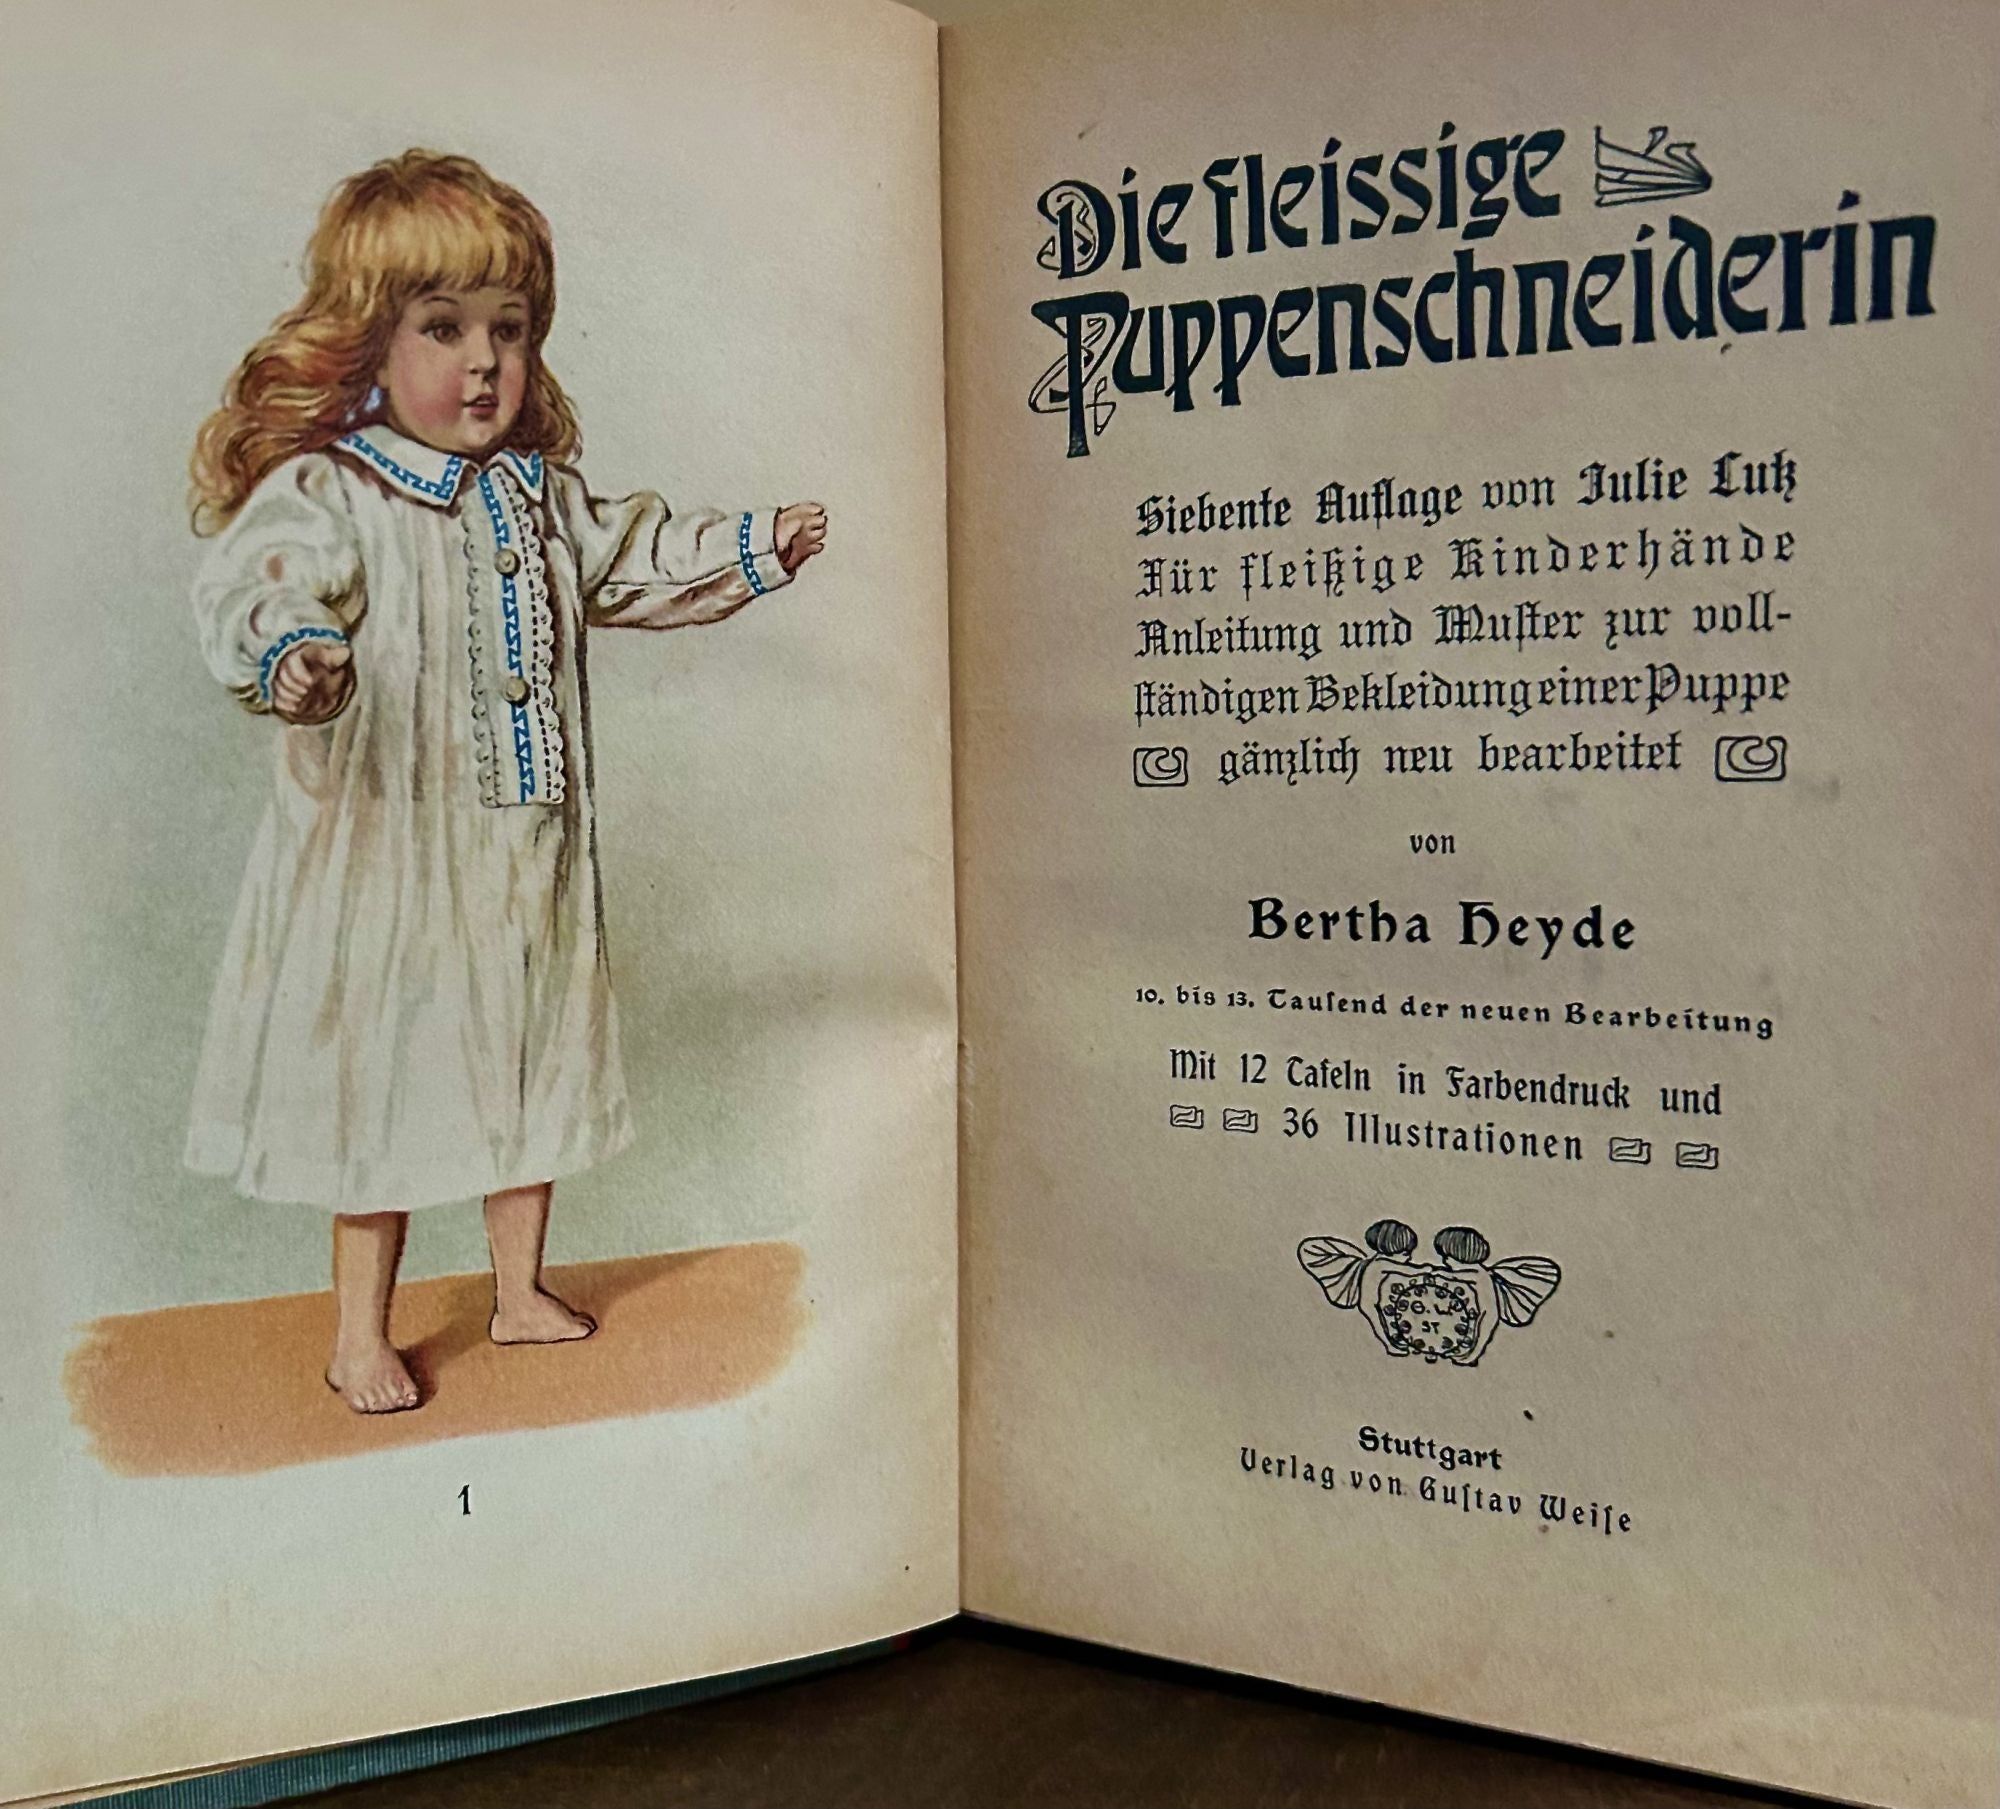 1
Die fleissige
Puppenschneiderin
Siebente Auflage von Julie Lutz
Für fleißige Kinderhände
Anleitung und Muſter zur voll-
ſtändigen Bekleidung einer Puppe
gänzlich neu bearbeitet
von
Bertha Heyde
10. bis 13. Tauſend der neuen Bearbeitung
Mit 12 Tafeln in Farbendruck und
36 Illustrationen
G. W.
ST
Stuttgart
Verlag von Guſtav Weiſe